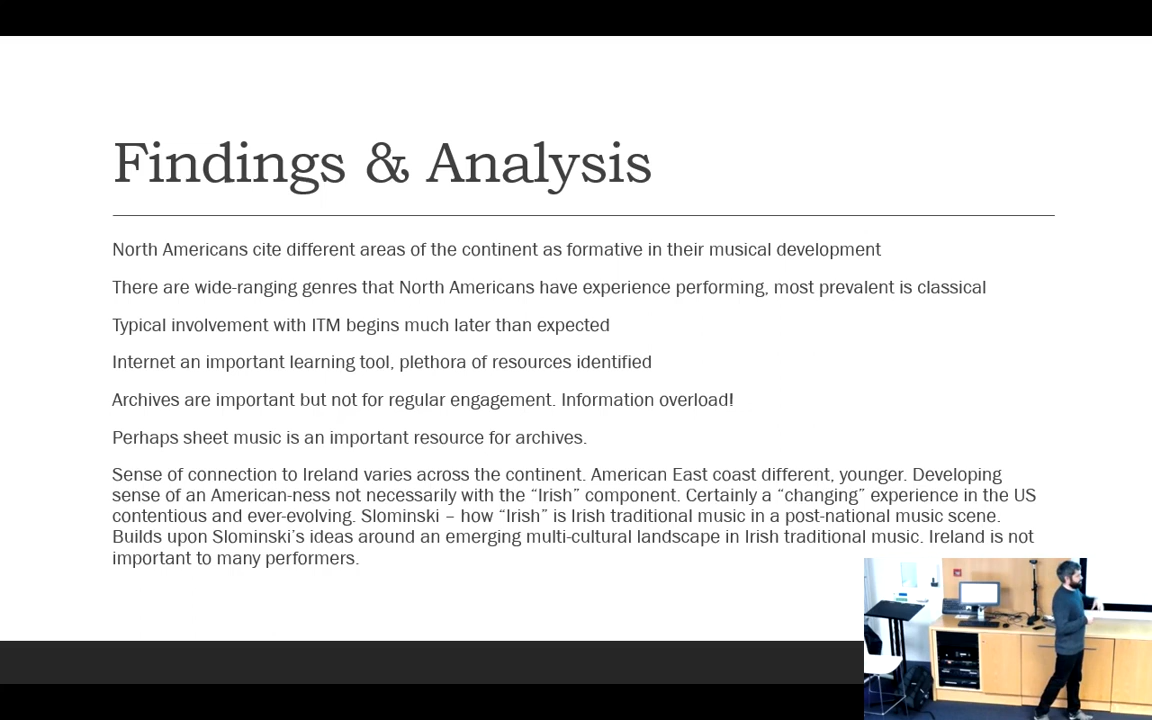 Findings & Analysis
North Americans cite different areas of the continent as formative in their musical development
There are wide-ranging genres that North Americans have experience performing, most prevalent is classical
Typical involvement with ITM begins much later than expected
Internet an important learning tool, plethora of resources identified
Archives are important but not for regular engagement. Information overload!
Perhaps sheet music is an important resource for archives.
Sense of connection to Ireland varies across the continent. American East coast different, younger. Developing
sense of an American-ness not necessarily with the “Irish” component. Certainly a “changing” experience in the US
contentious and ever-evolving. Slominski – how “Irish” is Irish traditional music in a post-national music scene.
Builds upon Slominski’s ideas around an emerging multi-cultural landscape in Irish traditional music. Ireland is not
important to many performers.